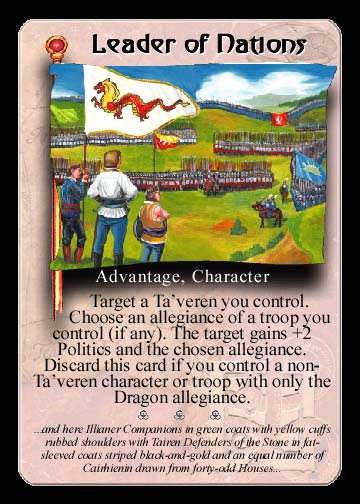 Leader of Nations
Advantage, Character
Target a Ta'veren you control.
Choose an allegiance of a troop you
control (if any). The target gains +2
Politics and the chosen allegiance.
Discard this card if you control a non-
Ta'veren character or troop with only the
Dragon allegiance.
...and here Illianer Companions in green coats with yellow cuffs
rubbed shoulders with Tairen Defenders of the Stone in fat-
sleeved coats striped black-and-gold and an equal number of
Cairhienin drawn from forty-odd Houses...